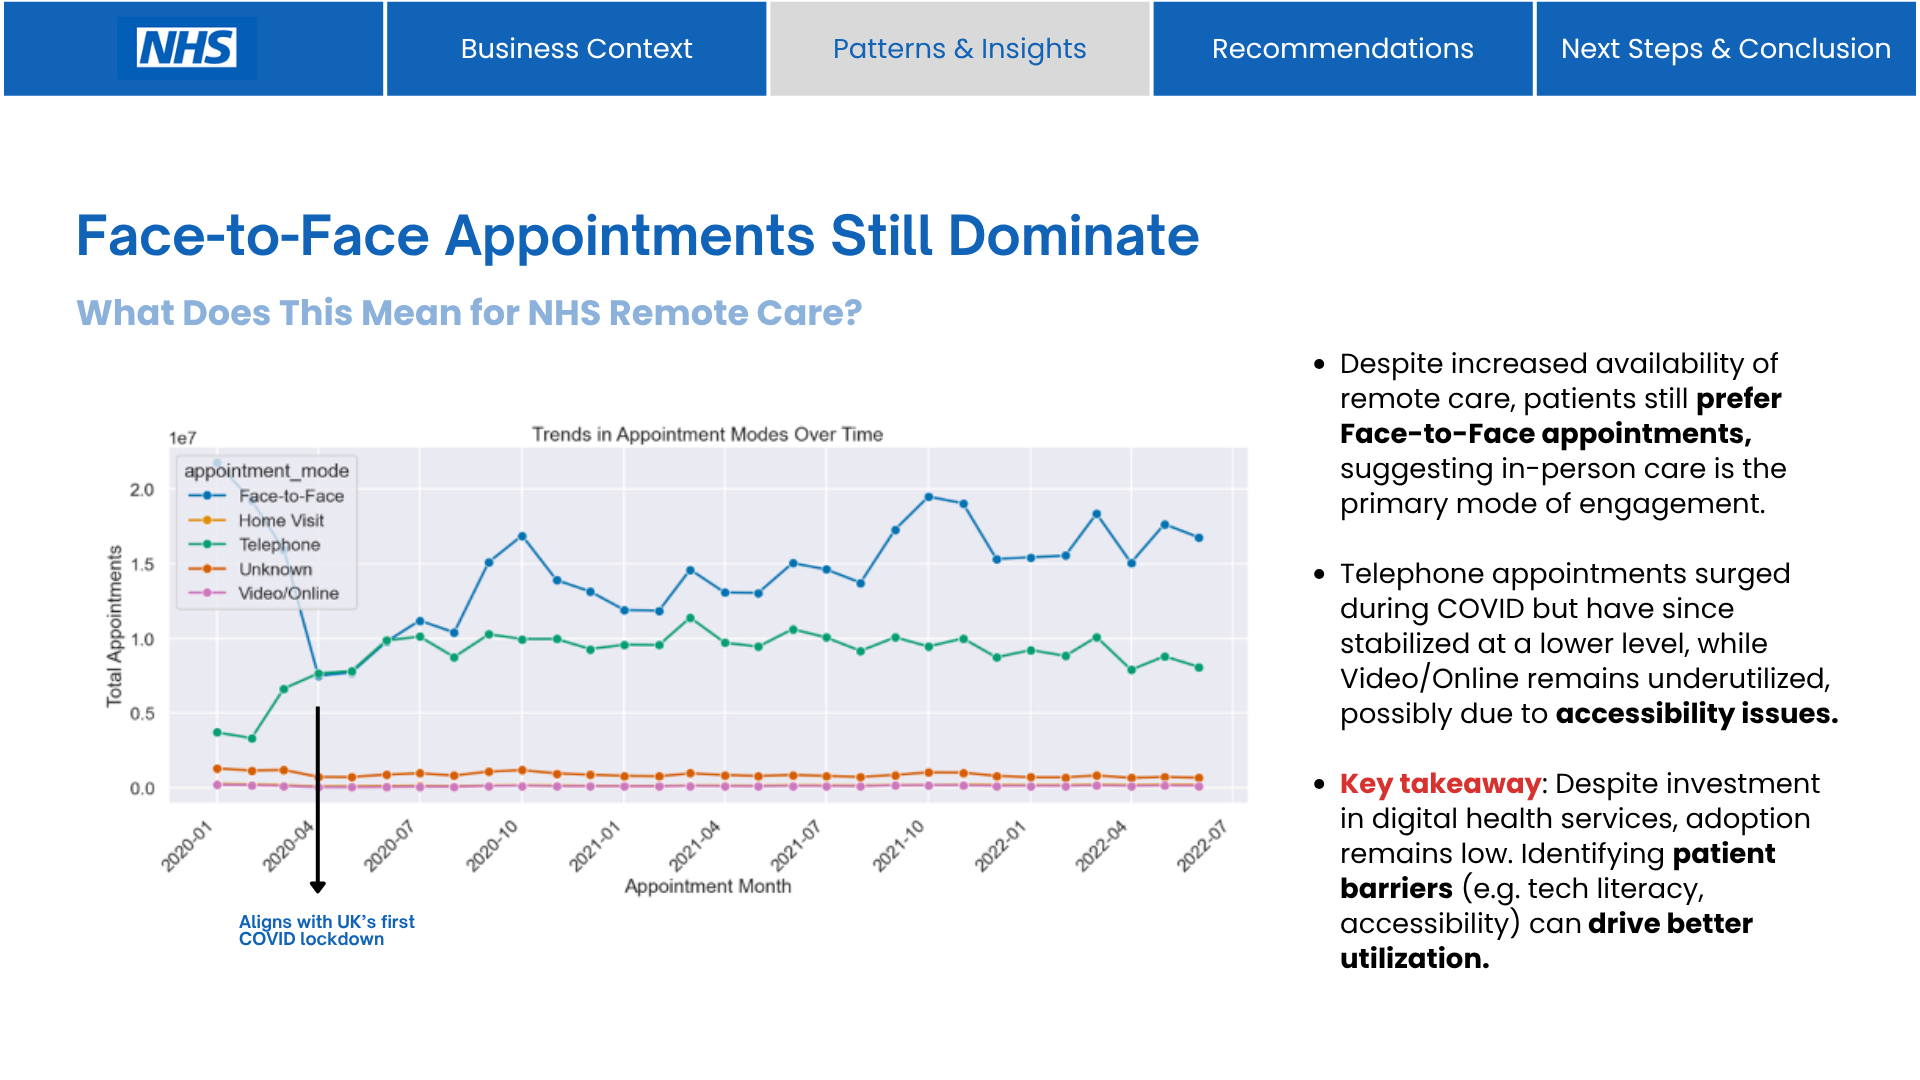 NHS
Business Context
Patterns & Insights
Recommendations
Next Steps & Conclusion
Face-to-Face Appointments Still Dominate
What Does This Mean for NHS Remote Care?
Trends in Appointment Modes Over Time
1e7
appointment_mode
Face-to-Face
Home Visit
Telephone
Unknown
Video/Online
2.0
1.5
1.0
0.5
0.0
Total Appointments
2020-01
2020-04
2020-07
2020-10
2021-01
2021-04
2021-07
2021-10
2022-01
2022-04
2022-07
Appointment Month
Aligns with UK's first
COVID lockdown
• Despite increased availability of
remote care, patients still prefer
Face-to-Face appointments,
suggesting in-person care is the
primary mode of engagement.
• Telephone appointments surged
during COVID but have since
stabilized at a lower level, while
Video/Online remains underutilized,
possibly due to accessibility issues.
• Key takeaway: Despite investment
in digital health services, adoption
remains low. Identifying patient
barriers (e.g. tech literacy,
accessibility) can drive better
utilization.